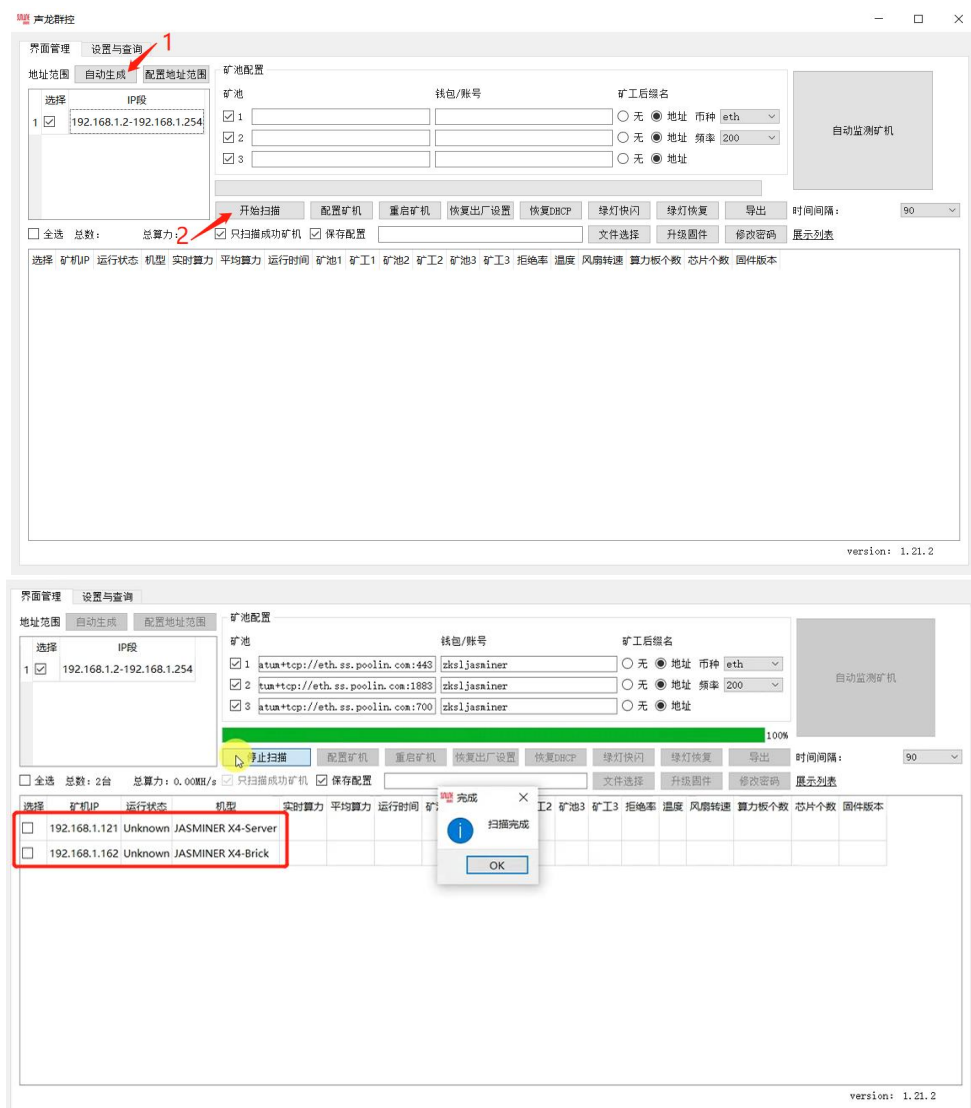 声龙群控
界面管理 设置与查询 1
地址范围 自动生成 配置地址范围 矿池配置
选择 IP段 矿池 钱包/账号 矿工后缀名
1 192.168.1.2-192.168.1.254 1 无 地址 币种 eth
2 无 地址 频率 200 自动监测矿机
3 无 地址
开始扫描 配置矿机 重启矿机 恢复出厂设置 恢复DHCP 绿灯快闪 绿灯恢复 导出 时间间隔: 90
全选 总数: 总算力: 2 只扫描成功矿机 保存配置 文件选择 升级固件 修改密码 展示列表
选择 矿机IP 运行状态 机型 实时算力 平均算力 运行时间 矿池1 矿工1 矿池2 矿工2 矿池3 矿工3 拒绝率 温度 风扇转速 算力板个数 芯片个数 固件版本
version: 1.21.2
界面管理 设置与查询
地址范围 自动生成 配置地址范围 矿池配置
选择 IP段 矿池 钱包/账号 矿工后缀名
1 192.168.1.2-192.168.1.254 1 atum+tcp://eth.ss.poolin.com:443 zksljasminer 无 地址 币种 eth
2 tum+tcp://eth.ss.poolin.com:1883 zksljasminer 无 地址 频率 200 自动监测矿机
3 atum+tcp://eth.ss.poolin.com:700 zksljasminer 无 地址
100%
停止扫描 配置矿机 重启矿机 恢复出厂设置 恢复DHCP 绿灯快闪 绿灯恢复 导出 时间间隔: 90
全选 总数: 2台 总算力: 0.00MH/s 只扫描成功矿机 保存配置 文件选择 升级固件 修改密码 展示列表
选择 矿机IP 运行状态 机型 实时算力 平均算力 运行时间 工2 矿池3 矿工3 拒绝率 温度 风扇转速 算力板个数 芯片个数 固件版本
192.168.1.121 Unknown JASMINER X4-Server
192.168.1.162 Unknown JASMINER X4-Brick
完成
扫描完成
OK
version: 1.21.2